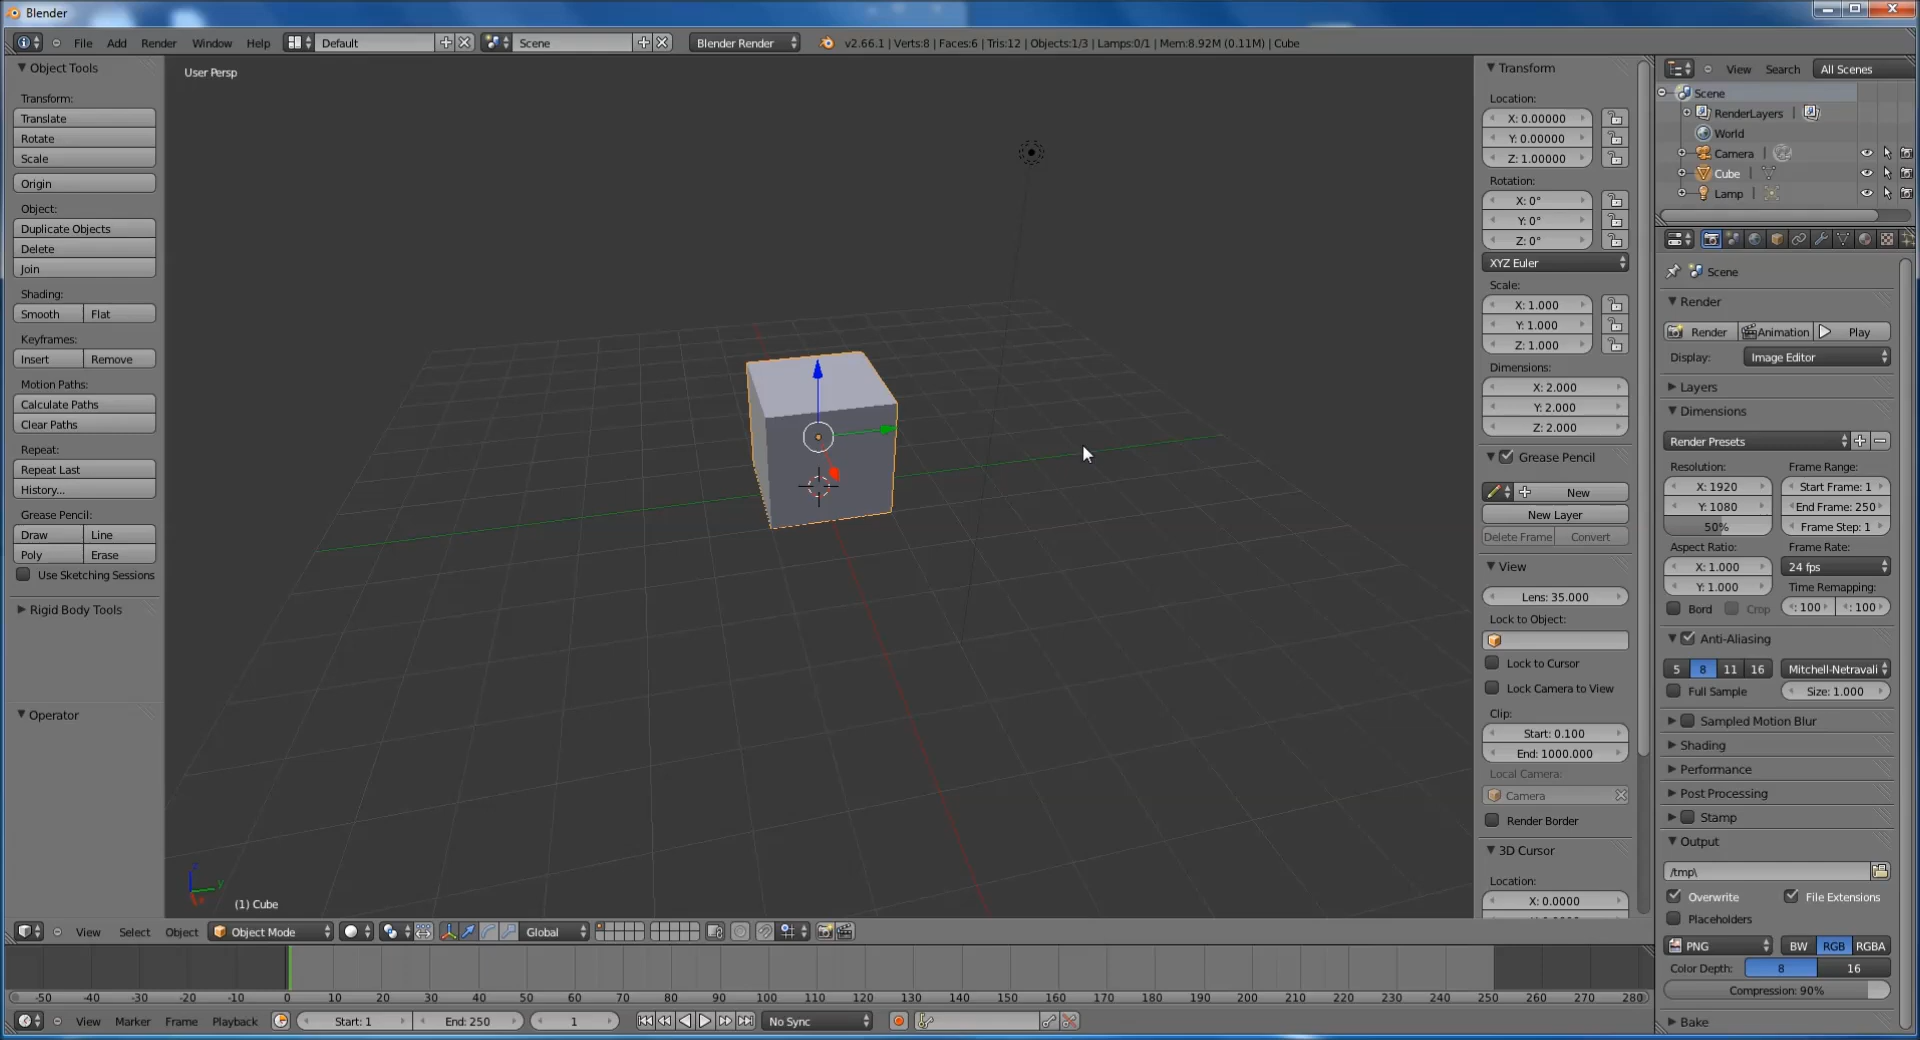 Blender
File Add Render Window Help Default Scene Blender Render v2.66.1 | Verts:8 | Faces:6 | Tris:12 | Objects:1/3 | Lamps:0/1 | Mem:8.92M (0.11M) | Cube
Object Tools
Transform:
Translate
Rotate
Scale
Origin
Object:
Duplicate Objects
Delete
Join
Shading:
Smooth Flat
Keyframes:
Insert Remove
Motion Paths:
Calculate Paths
Clear Paths
Repeat:
Repeat Last
History...
Grease Pencil:
Draw Line
Poly Erase
Use Sketching Sessions
Rigid Body Tools
Operator
User Persp
z
y
(1) Cube
Transform
Location:
X: 0.00000
Y: 0.00000
Z: 1.00000
Rotation:
X: 0°
Y: 0°
Z: 0°
XYZ Euler
Scale:
X: 1.000
Y: 1.000
Z: 1.000
Dimensions:
X: 2.000
Y: 2.000
Z: 2.000
Grease Pencil
New
New Layer
Delete Frame Convert
View
Lens: 35.000
Lock to Object:
Lock to Cursor
Lock Camera to View
Clip:
Start: 0.100
End: 1000.000
Local Camera:
Camera
Render Border
3D Cursor
Location:
X: 0.0000
View Search All Scenes
Scene
RenderLayers
World
Camera
Cube
Lamp
Scene
Render
Render Animation Play
Display: Image Editor
Layers
Dimensions
Render Presets
Resolution: Frame Range:
X: 1920 Start Frame: 1
Y: 1080 End Frame: 250
50% Frame Step: 1
Aspect Ratio: Frame Rate:
X: 1.000 24 fps
Y: 1.000 Time Remapping:
Bord Crop : 100 : 100
Anti-Aliasing
5 8 11 16 Mitchell-Netravali
Full Sample Size: 1.000
Sampled Motion Blur
Shading
Performance
Post Processing
Stamp
Output
/tmp\
Overwrite File Extensions
Placeholders
PNG BW RGB RGBA
Color Depth: 8 16
Compression: 90%
Bake
View Select Object Object Mode Global
-50 -40 -30 -20 -10 0 10 20 30 40 50 60 70 80 90 100 110 120 130 140 150 160 170 180 190 200 210 220 230 240 250 260 270 280
View Marker Frame Playback Start: 1 End: 250 1 No Sync